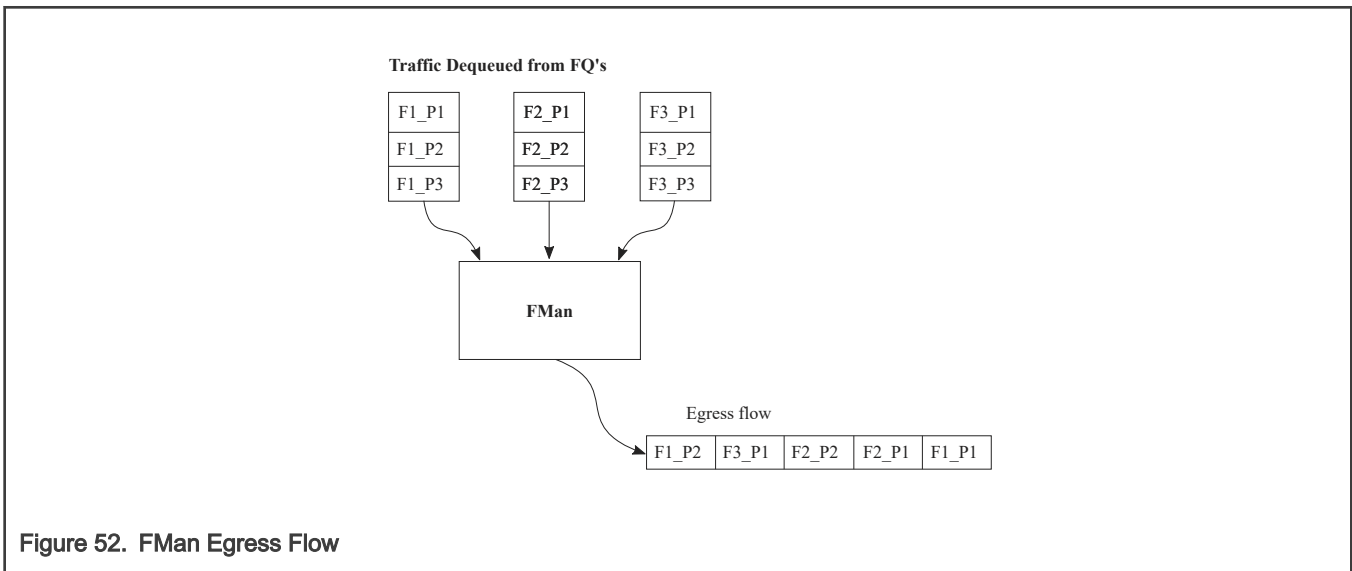 Traffic Dequeued from FQ's
F1_P1 F2_P1 F3_P1
F1_P2 F2_P2 F3_P2
F1_P3 F2_P3 F3_P3
FMan
Egress flow
F1_P2 F3_P1 F2_P2 F2_P1 F1_P1
Figure 52. FMan Egress Flow